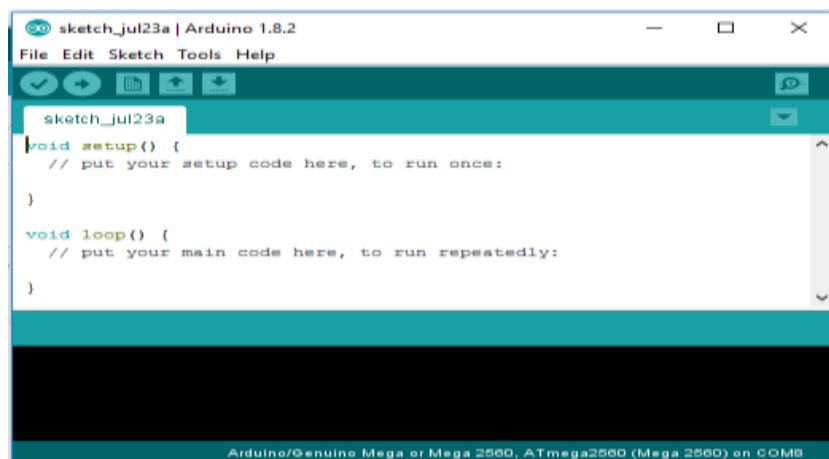 sketch_jul23a | Arduino 1.8.2
File Edit Sketch Tools Help
sketch_jul23a
void setup() {
  // put your setup code here, to run once:
}
void loop() {
  // put your main code here, to run repeatedly:
}
Arduino/Genuino Mega or Mega 2560, ATmega2560 (Mega 2560) on COM8